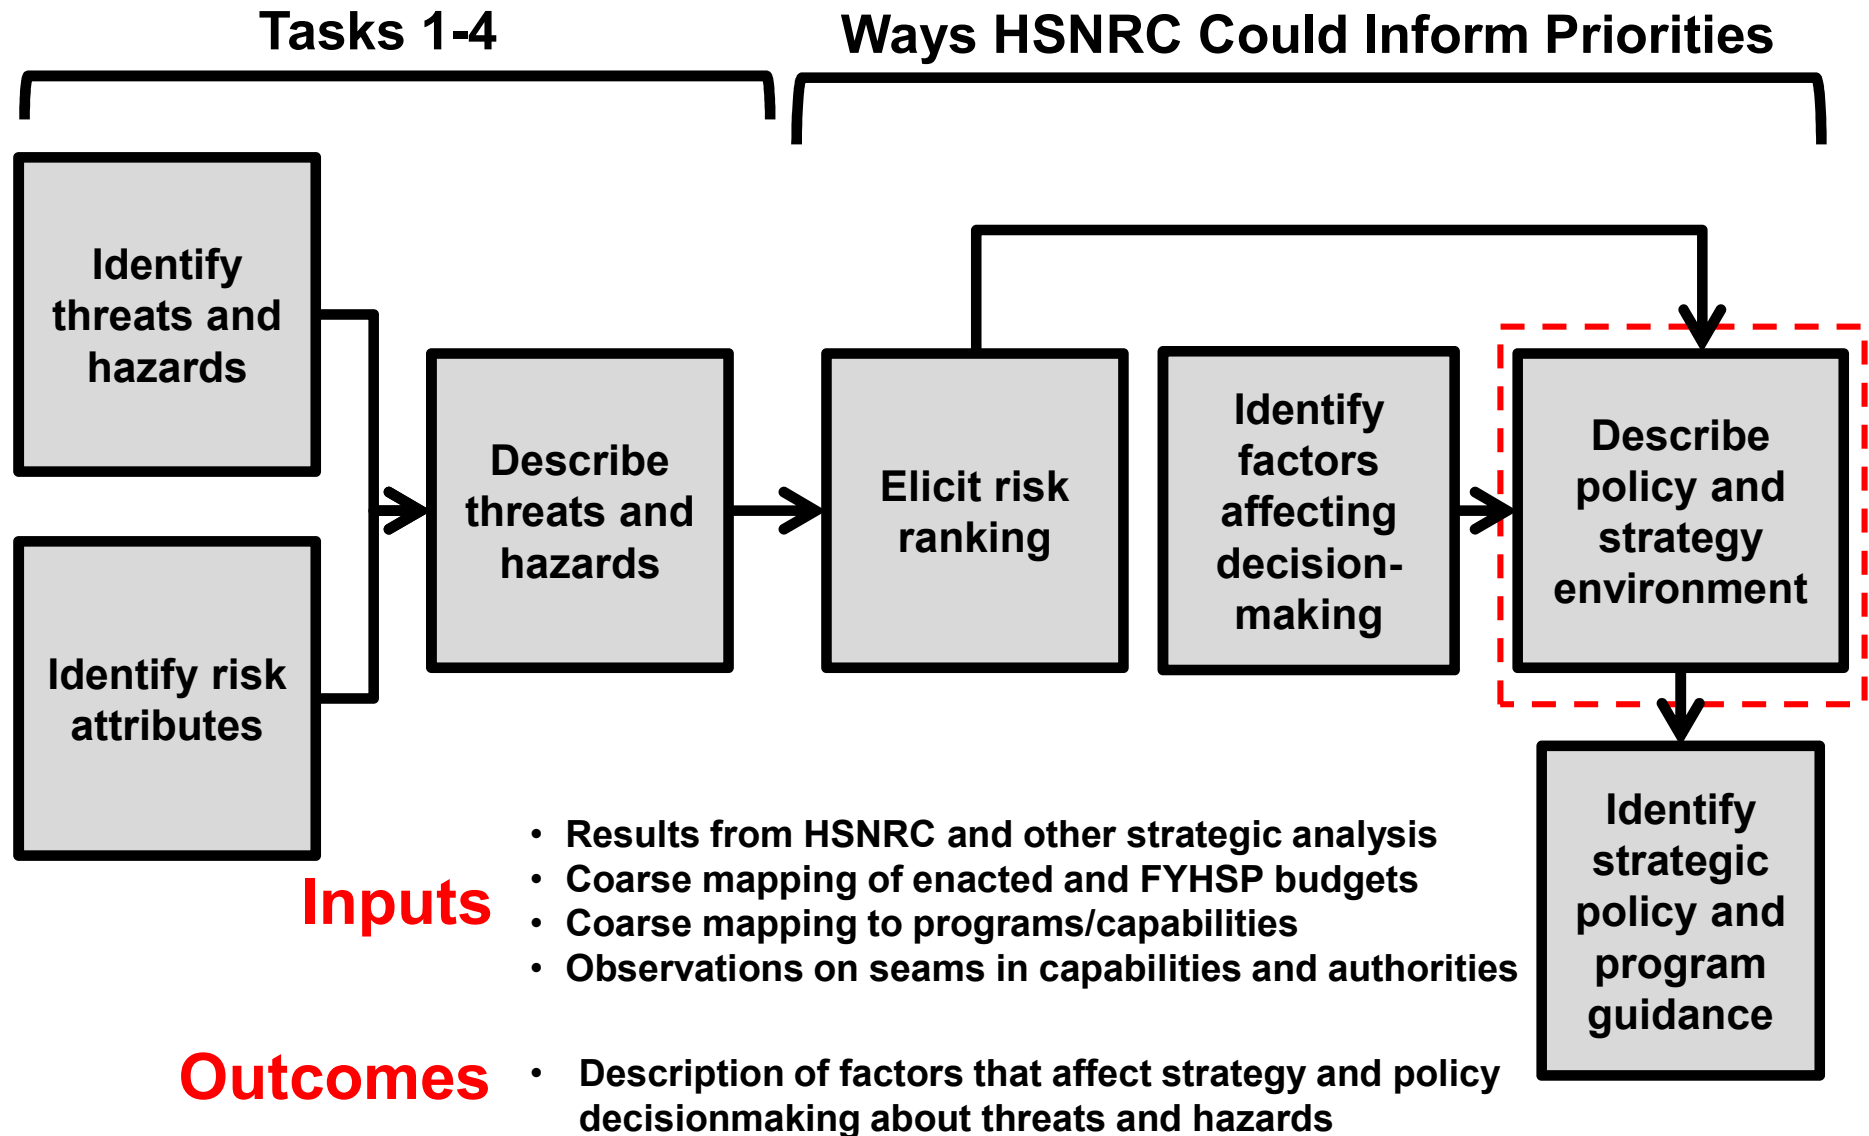 Tasks 1-4
Ways HSNRC Could Inform Priorities
Identify
threats and
hazards
Identify risk
attributes
Describe
threats and
hazards
Elicit risk
ranking
Identify
factors
affecting
decision-
making
Describe
policy and
strategy
environment
Identify
strategic
policy and
program
guidance
Inputs
• Results from HSNRC and other strategic analysis
• Coarse mapping of enacted and FYHSP budgets
• Coarse mapping to programs/capabilities
• Observations on seams in capabilities and authorities
Outcomes
• Description of factors that affect strategy and policy
decisionmaking about threats and hazards